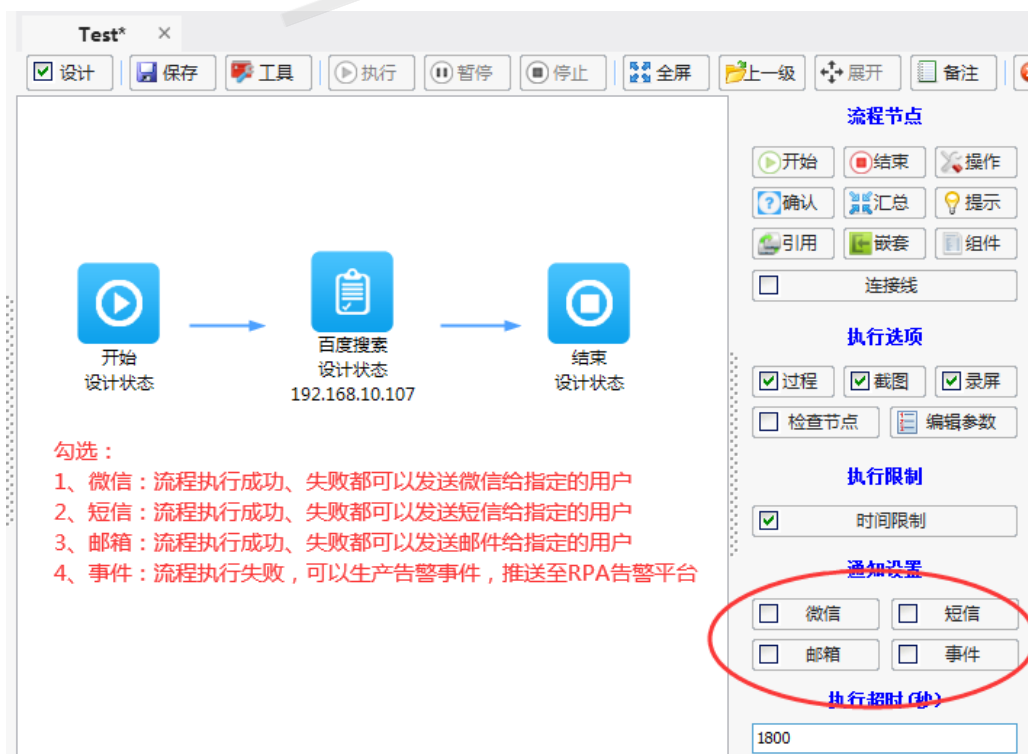 Test* ×
设计 保存 工具 执行 暂停 停止 全屏 上一级 展开 备注
流程节点
开始 结束 操作
确认 汇总 提示
引用 嵌套 组件
连接线
执行选项
过程 截图 录屏
检查节点 编辑参数
执行限制
时间限制
通知设置
微信 短信
邮箱 事件
执行超时(秒)
1800
开始
设计状态
百度搜索
设计状态
192.168.10.107
结束
设计状态
勾选：
1、微信：流程执行成功、失败都可以发送微信给指定的用户
2、短信：流程执行成功、失败都可以发送短信给指定的用户
3、邮箱：流程执行成功、失败都可以发送邮件给指定的用户
4、事件：流程执行失败，可以生产告警事件，推送至RPA告警平台